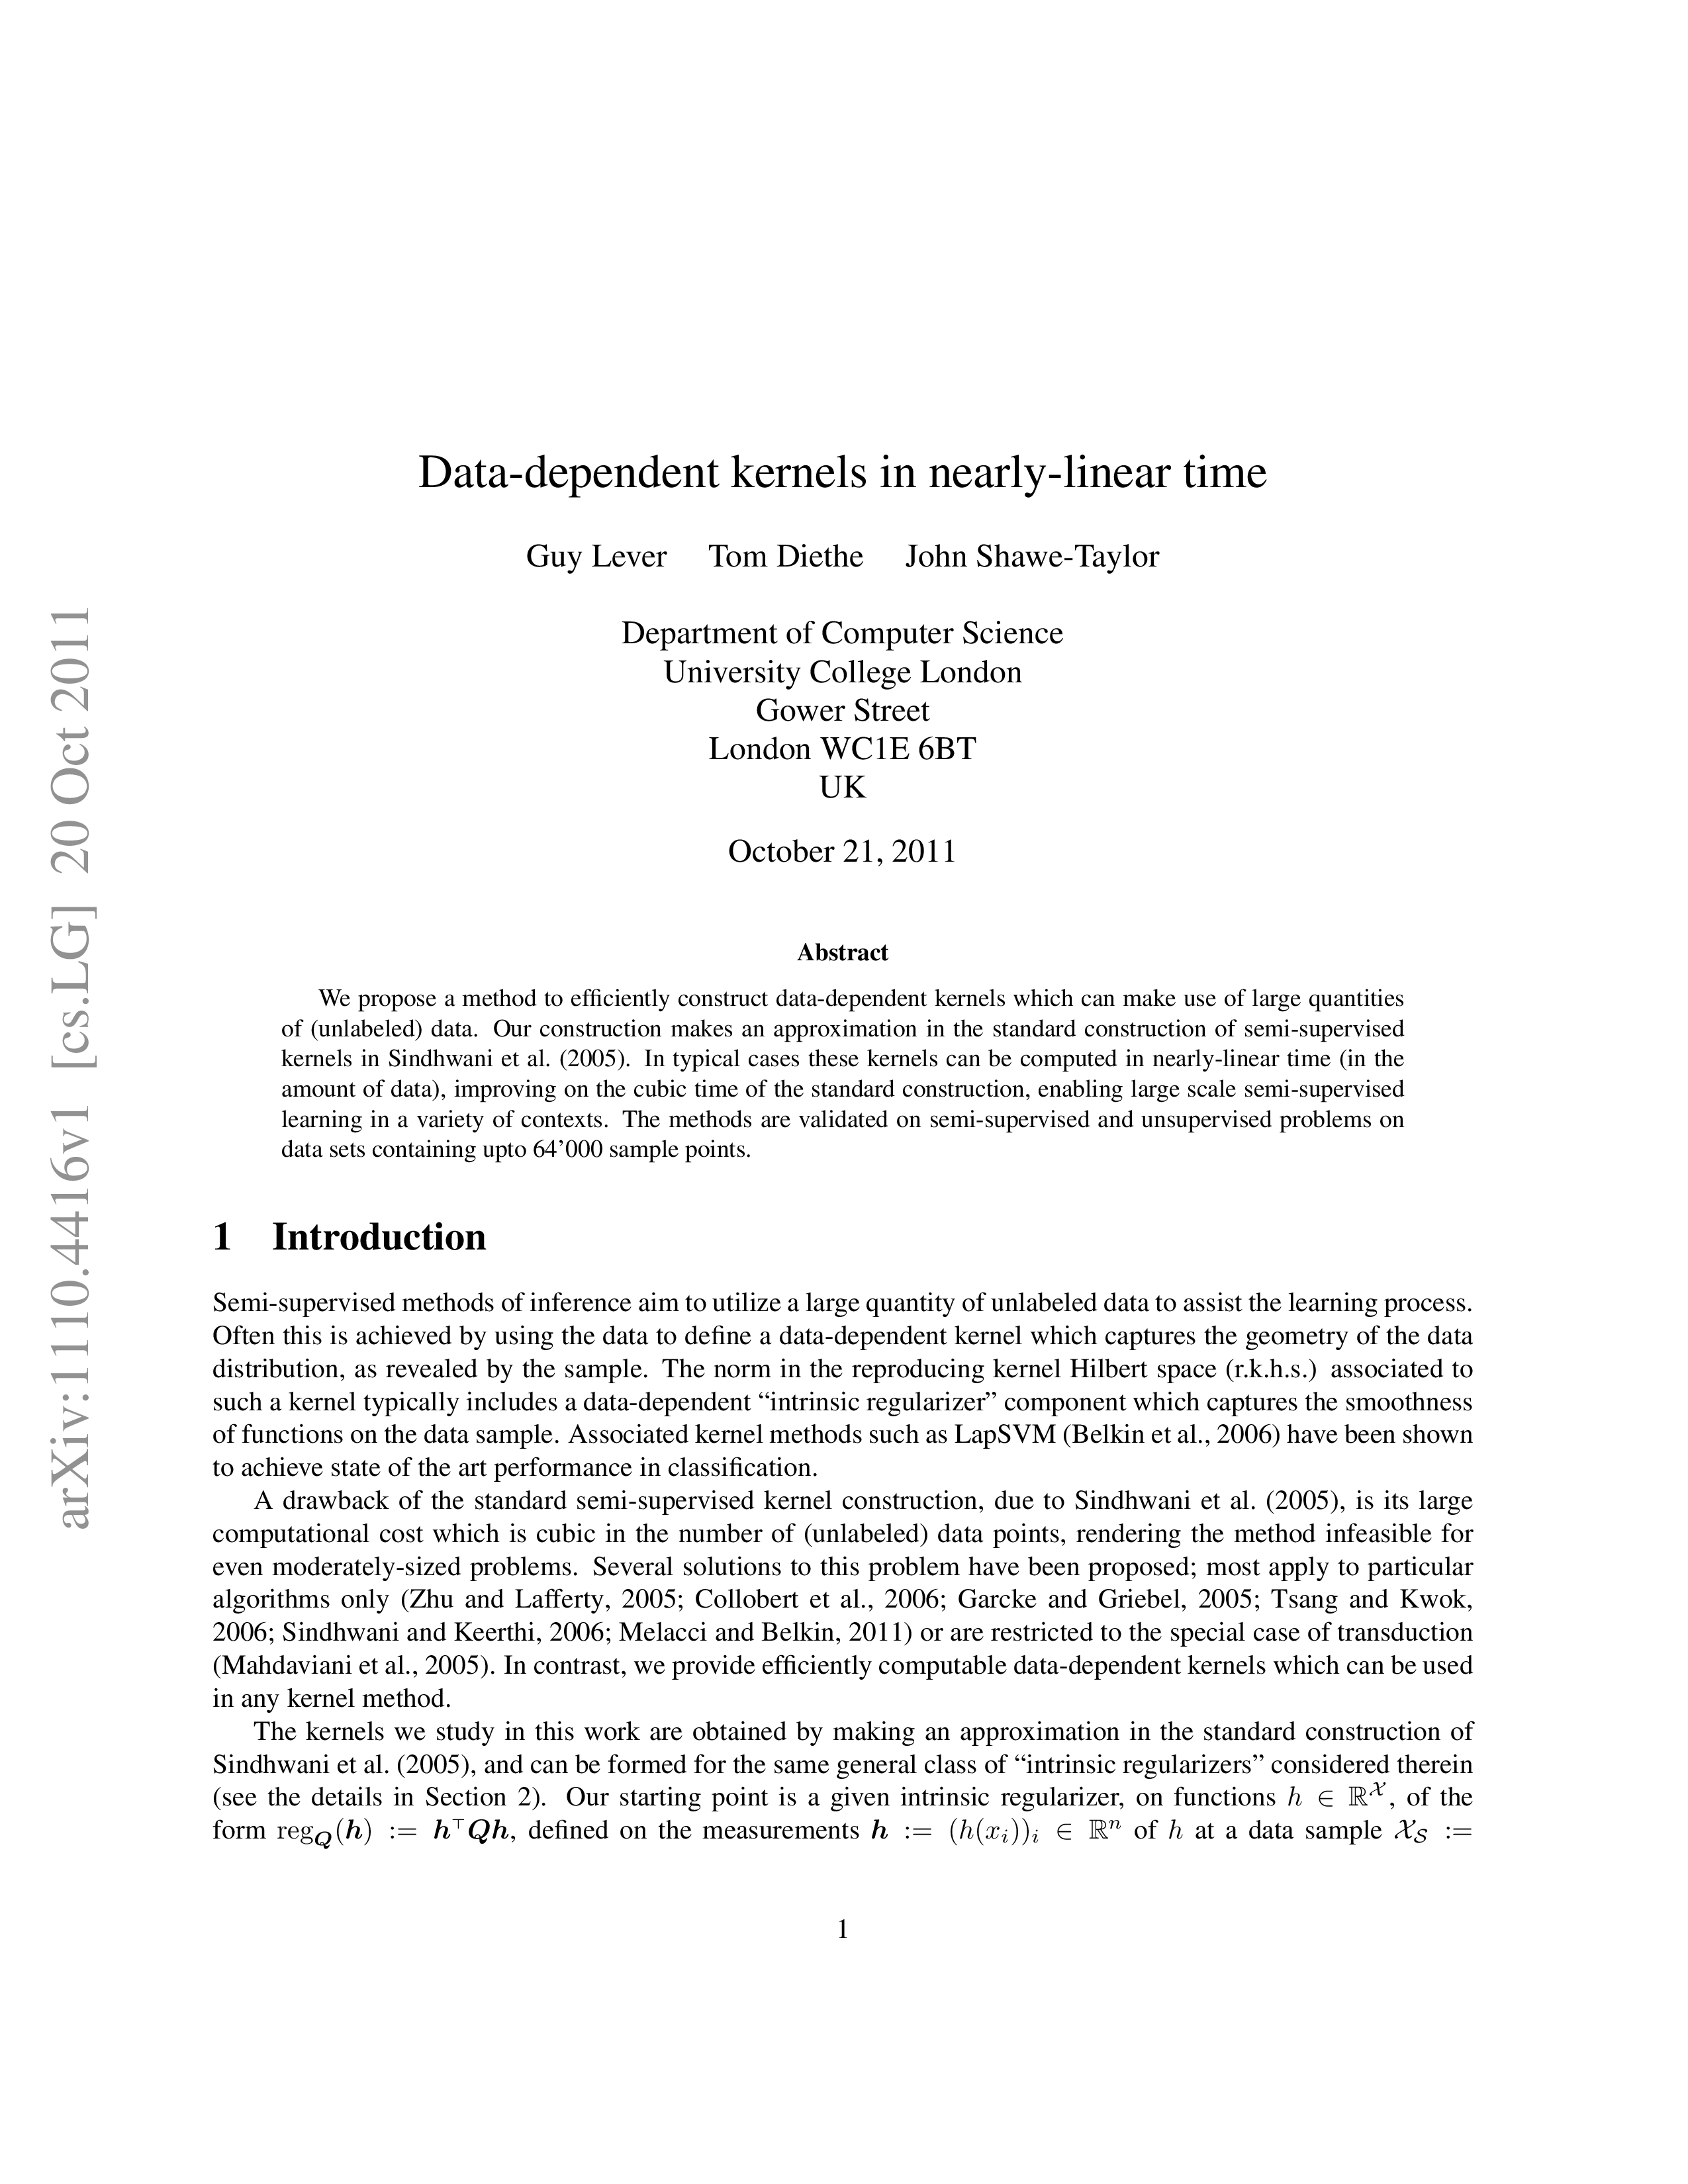 Data-dependent kernels in nearly-linear time
Guy Lever Tom Diethe John Shawe-Taylor
Department of Computer Science
University College London
Gower Street
London WC1E 6BT
UK
October 21, 2011
Abstract
We propose a method to efficiently construct data-dependent kernels which can make use of large quantities
of (unlabeled) data. Our construction makes an approximation in the standard construction of semi-supervised
kernels in Sindhwani et al. (2005). In typical cases these kernels can be computed in nearly-linear time (in the
amount of data), improving on the cubic time of the standard construction, enabling large scale semi-supervised
learning in a variety of contexts. The methods are validated on semi-supervised and unsupervised problems on
data sets containing upto 64’000 sample points.
1 Introduction
Semi-supervised methods of inference aim to utilize a large quantity of unlabeled data to assist the learning process.
Often this is achieved by using the data to define a data-dependent kernel which captures the geometry of the data
distribution, as revealed by the sample. The norm in the reproducing kernel Hilbert space (r.k.h.s.) associated to
such a kernel typically includes a data-dependent “intrinsic regularizer” component which captures the smoothness
of functions on the data sample. Associated kernel methods such as LapSVM (Belkin et al., 2006) have been shown
to achieve state of the art performance in classification.
A drawback of the standard semi-supervised kernel construction, due to Sindhwani et al. (2005), is its large
computational cost which is cubic in the number of (unlabeled) data points, rendering the method infeasible for
even moderately-sized problems. Several solutions to this problem have been proposed; most apply to particular
algorithms only (Zhu and Lafferty, 2005; Collobert et al., 2006; Garcke and Griebel, 2005; Tsang and Kwok,
2006; Sindhwani and Keerthi, 2006; Melacci and Belkin, 2011) or are restricted to the special case of transduction
(Mahdaviani et al., 2005). In contrast, we provide efficiently computable data-dependent kernels which can be used
in any kernel method.
The kernels we study in this work are obtained by making an approximation in the standard construction of
Sindhwani et al. (2005), and can be formed for the same general class of “intrinsic regularizers” considered therein
(see the details in Section 2). Our starting point is a given intrinsic regularizer, on functions h ∈ ℝ^𝒳, of the
form reg_Q(h) := h^⊤Qh, defined on the measurements h := (h(x_i))_i ∈ ℝ^n of h at a data sample 𝒳_𝒮 :=
1
arXiv:1110.4416v1 [cs.LG] 20 Oct 2011